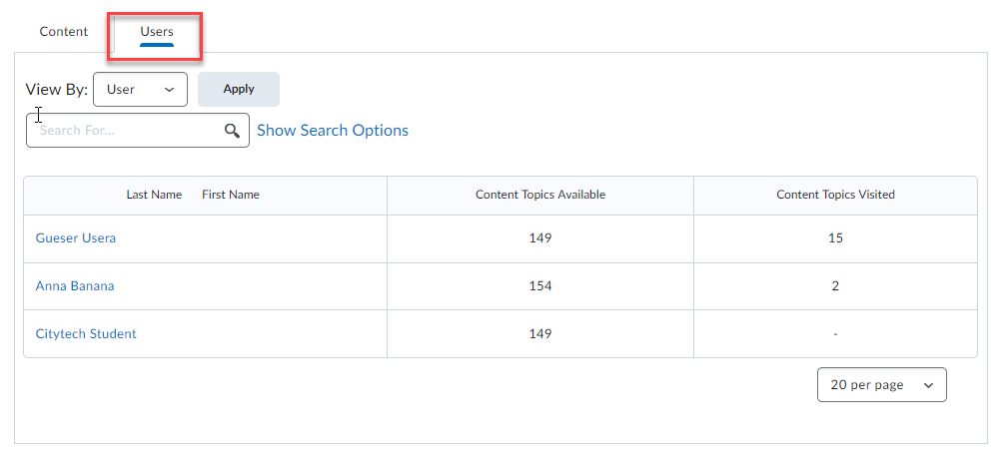 Content Users
View By: User Apply
Search For... Show Search Options
Last Name First Name Content Topics Available Content Topics Visited
Gueser Usera 149 15
Anna Banana 154 2
Citytech Student 149 -
20 per page